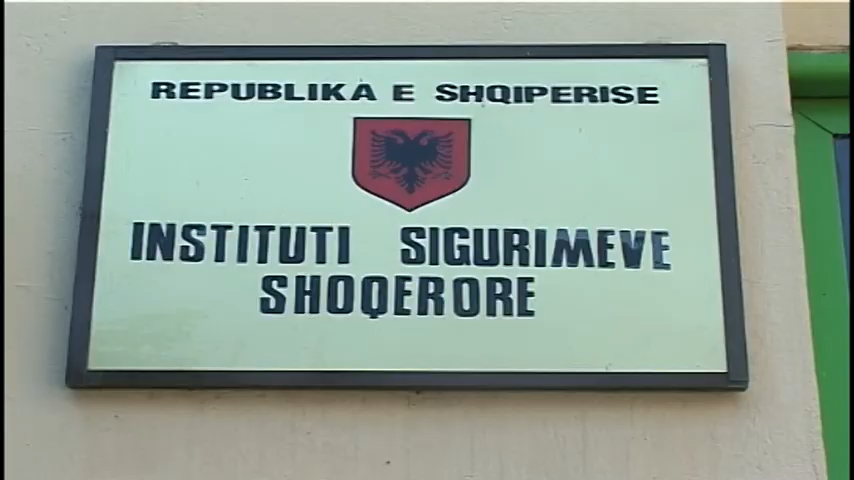 REPUBLIKA E SHQIPERISE
INSTITUTI SIGURIMEVE
SHOQERORE